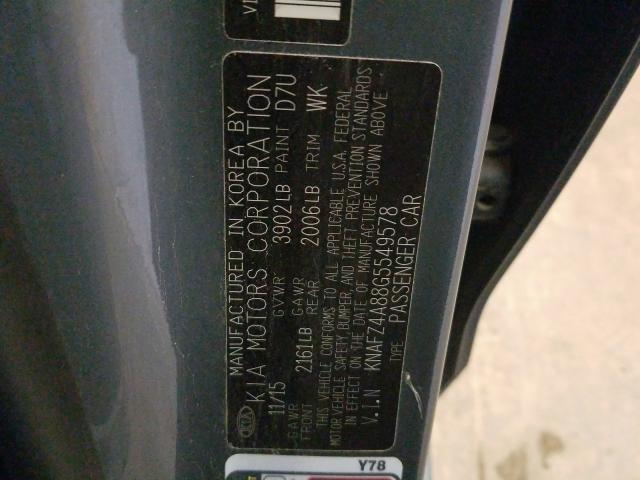 VI
MANUFACTURED IN KOREA BY
KIA MOTORS CORPORATION
11/15 GVWR 3902LB PAINT D7U
GAWR FRONT 2161LB GAWR REAR 2006LB TRIM WK
THIS VEHICLE CONFORMS TO ALL APPLICABLE U.S.A. FEDERAL
MOTOR VEHICLE SAFETY, BUMPER, AND THEFT PREVENTION STANDARDS
IN EFFECT ON THE DATE OF MANUFACTURE SHOWN ABOVE
V.I.N KNAFZ4A88G5549578
TYPE PASSENGER CAR
KIA
Y78